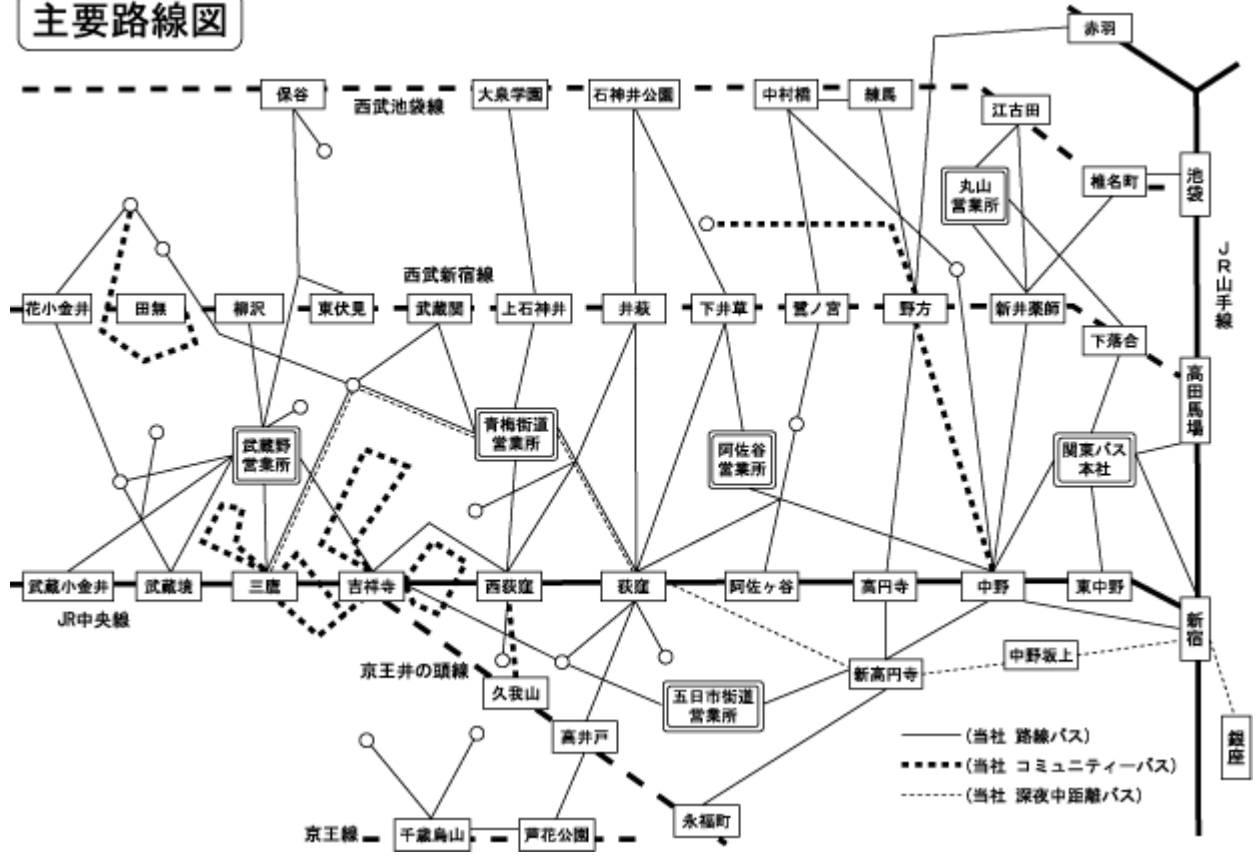 主要路線図
赤羽
保谷
西武池袋線
大泉学園
石神井公園
中村橋
練馬
江古田
丸山
営業所
椎名町
池袋
JR山手線
西武新宿線
花小金井
田無
柳沢
東伏見
武蔵関
上石神井
井荻
下井草
鷺ノ宮
野方
新井薬師
下落合
高田馬場
武蔵野
営業所
青梅街道
営業所
阿佐谷
営業所
関東バス
本社
武蔵小金井
武蔵境
三鷹
吉祥寺
西荻窪
荻窪
阿佐ヶ谷
高円寺
中野
東中野
新宿
JR中央線
京王井の頭線
久我山
五日市街道
営業所
新高円寺
中野坂上
高井戸
銀座
(当社 路線バス)
(当社 コミュニティーバス)
(当社 深夜中距離バス)
京王線
千歳烏山
芦花公園
永福町